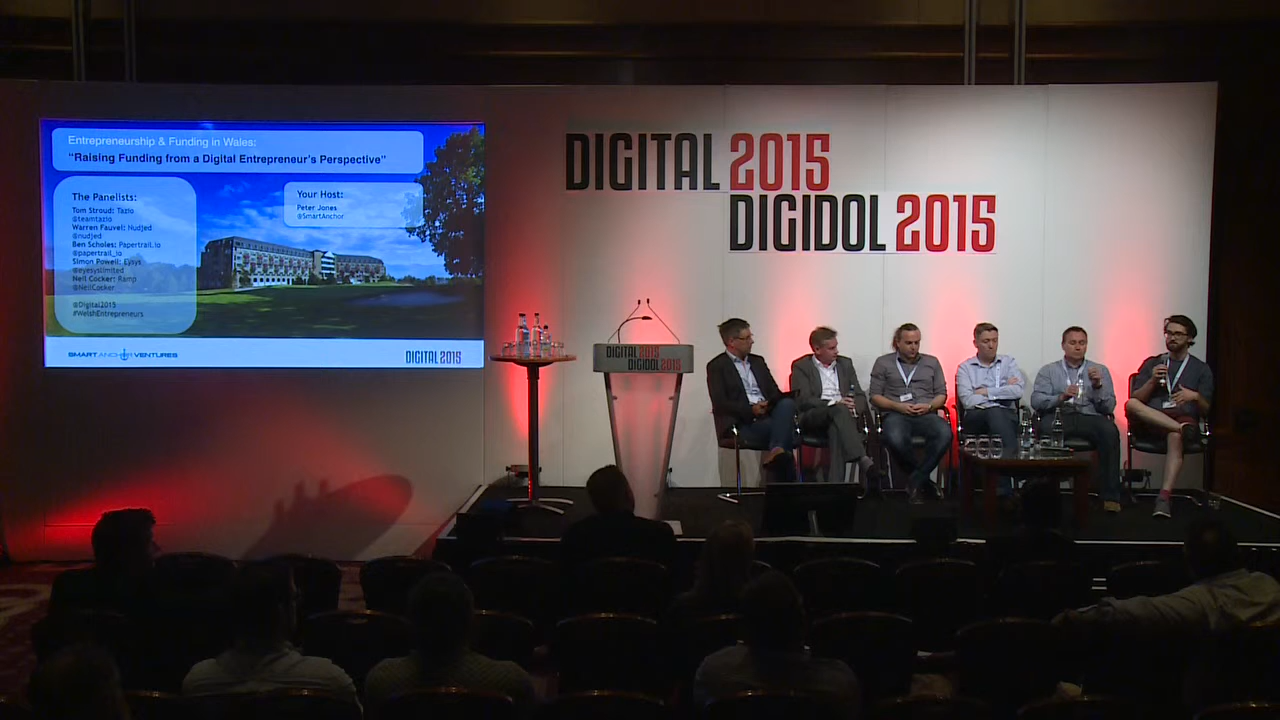 Entrepreneurship & Funding in Wales:
“Raising Funding from a Digital Entrepreneur’s Perspective”
The Panelists:
Tom Stroud: Tazio
@teamtazio
Warren Fauvel: Nudjed
@nudjed
Ben Scholes: Papertrail.io
@papertrail_io
Simon Powell: Eysys
@eyesyslimited
Neil Cocker: Ramp
@NeilCocker
@Digital2015
#WelshEntrepreneurs
Your Host:
Peter Jones
@SmartAnchor
SMART ANCHOR VENTURES
DIGITAL 2015
DIGITAL 2015
DIGIDOL 2015
DIGITAL 2015
DIGIDOL 2015